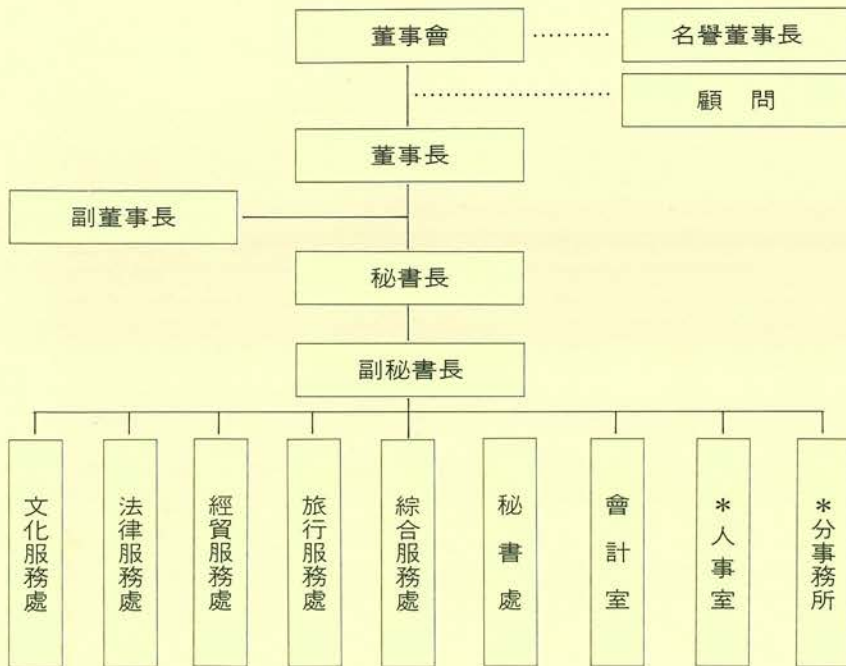 董事會
名譽董事長
顧問
董事長
副董事長
秘書長
副秘書長
文化服務處
法律服務處
經貿服務處
旅行服務處
綜合服務處
秘書處
會計室
*人事室
*分事務所